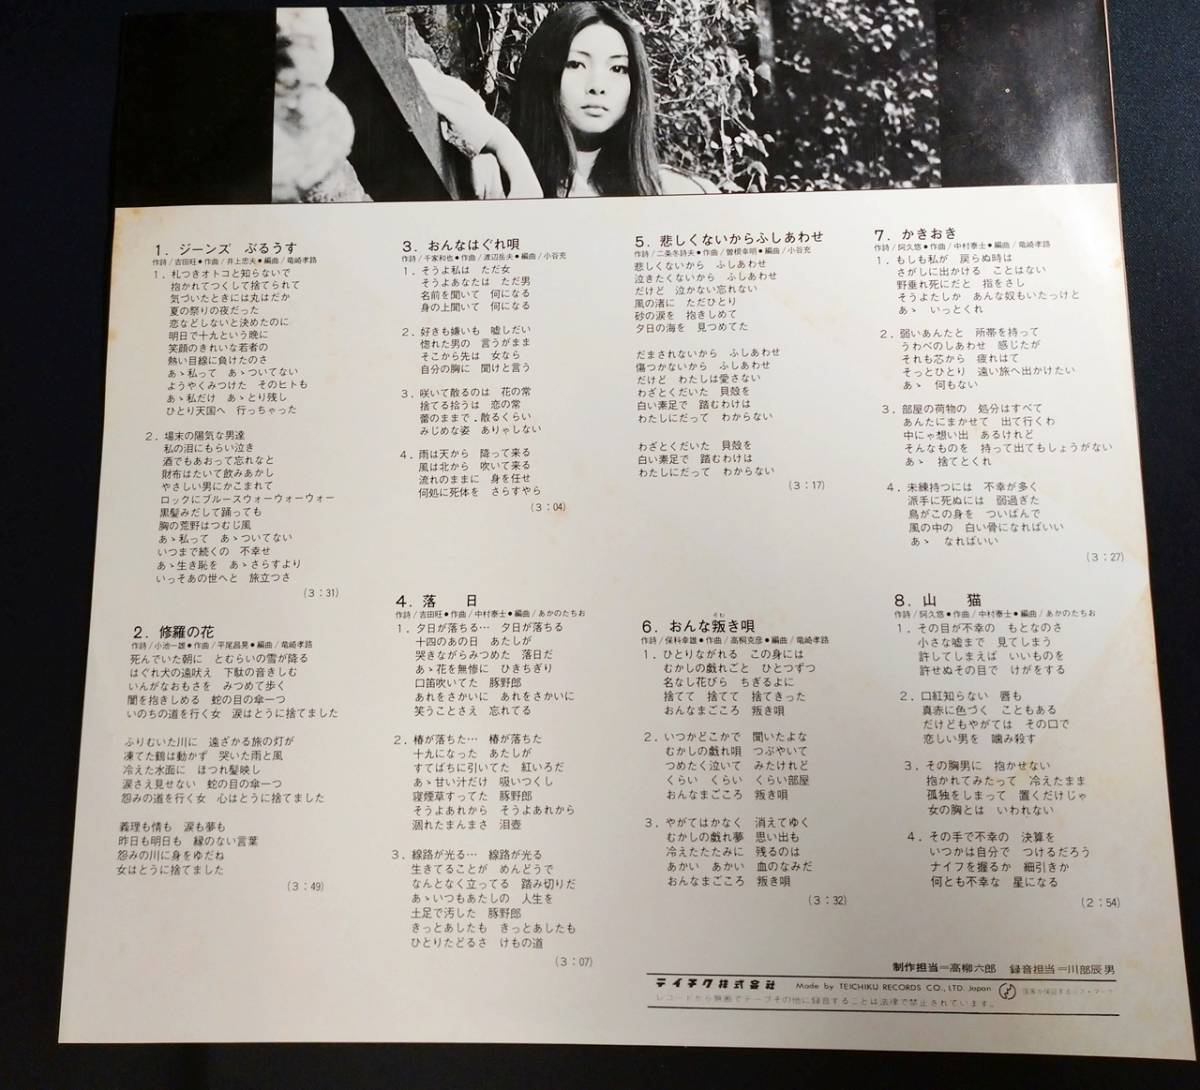 1. ジーンズ ぶるうす
作詩/吉田旺●作曲/井上忠夫●編曲/竜崎孝路
1. 札つきオトコと知らないで
抱かれてつくして捨てられて
気づいたときには丸はだか
夏の祭りの夜だった
恋などしないと決めたのに
明日で十九という晩に
笑顔のきれいな若者の
熱い目線に負けたのさ
あゝ私って あゝついてない
ようやくみつけた そのヒトも
あゝ私だけ あゝとり残し
ひとり天国へ 行っちゃった
2. 場末の陽気な男達
私の泪にもらい泣き
酒でもあおって忘れなと
財布はたいて飲みあかし
やさしい男にかこまれて
ロックにブルースウォーウォーウォー
黒髪みだして踊っても
胸の荒野はつむじ風
あゝ私って あゝついてない
いつまで続くの 不幸せ
あゝ生き恥を あゝさらすより
いっそあの世へと 旅立つさ
(3:31)
2. 修羅の花
作詩/小池一雄●作曲/平尾昌晃●編曲/竜崎孝路
死んでいた朝に とむらいの雪が降る
はぐれ犬の遠吠え 下駄の音きしむ
いんがなおもさを みつめて歩く
闇を抱きしめる 蛇の目の傘一つ
いのちの道を行く女 涙はとうに捨てました
ふりむいた川に 遠ざかる旅の灯が
凍てた鶴は動かず 哭いた雨と風
冷えた水面に ほつれ髪映し
涙さえ見せない 蛇の目の傘一つ
怨みの道を行く女 心はとうに捨てました
義理も情も 涙も夢も
昨日も明日も 縁のない言葉
怨みの川に身をゆだね
女はとうに捨てました
(3:49)
3. おんなはぐれ唄
作詩/千家和也●作曲/渡辺岳夫●編曲/小谷充
1. そうよ私は ただ女
そうよあなたは ただ男
名前を聞いて 何になる
身の上聞いて 何になる
2. 好きも嫌いも 嘘しだい
惚れた男の 言うがまま
そこから先は 女なら
自分の胸に 聞けと言う
3. 咲いて散るのは 花の常
捨てる拾うは 恋の常
蕾のままで 散るくらい
みじめな姿 ありゃしない
4. 雨は天から 降って来る
風は北から 吹いて来る
流れのままに 身を任せ
何処に死体を さらすやら
(3:04)
4. 落 日
作詩/吉田旺●作曲/中村泰士●編曲/あかのたちお
1. 夕日が落ちる… 夕日が落ちる
十四のあの日 あたしが
哭きながらみつめた 落日だ
あゝ花を無惨に ひきちぎり
口笛吹いてた 豚野郎
あれをさかいに あれをさかいに
笑うことさえ 忘れてる
2. 椿が落ちた… 椿が落ちた
十九になった あたしが
すてばちに引いてた 紅いろだ
あゝ甘い汁だけ 吸いつくし
寝煙草すってた 豚野郎
そうよあれから そうよあれから
涸れたまんまさ 泪壺
3. 線路が光る… 線路が光る
生きてることが めんどうで
なんとなく立ってる 踏み切りだ
あゝいつもあたしの 人生を
土足で汚した 豚野郎
きっとあしたも きっとあしたも
ひとりたどるさ けもの道
(3:07)
5. 悲しくないからふしあわせ
作詩/二条冬詩夫●作曲/曽根幸明●編曲/小谷充
悲しくないから ふしあわせ
泣きたくないから ふしあわせ
だけど 泣かない忘れない
風の渚に ただひとり
砂の涙を 抱きしめて
夕日の海を 見つめてた
だまされないから ふしあわせ
傷つかないから ふしあわせ
だけど わたしは愛さない
わざとくだいた 貝殻を
白い素足で 踏むわけは
わたしにだって わからない
わざとくだいた 貝殻を
白い素足で 踏むわけは
わたしにだって わからない
(3:17)
6. おんな叛き唄
作詩/保科幸雄●作曲/高桐克彦●編曲/竜崎孝路
1. ひとりながれる この身には
むかしの戯れごと ひとつずつ
名なし花びら ちぎるよに
捨てて 捨てて 捨てきった
おんなまごころ 叛き唄
2. いつかどこかで 聞いたよな
むかしの戯れ唄 つぶやいて
つめたく泣いて みたけれど
くらい くらい くらい部屋
おんなまごころ 叛き唄
3. やがてはかなく 消えてゆく
むかしの戯れ夢 思い出も
冷えたたたみに 残るのは
あかい あかい 血のなみだ
おんなまごころ 叛き唄
(3:32)
7. かきおき
作詩/阿久悠●作曲/中村泰士●編曲/竜崎孝路
1. もしも私が 戻らぬ時は
さがしに出かける ことはない
野垂れ死にだと 指をさし
そうよたしか あんな奴もいたっけと
あゝ いっとくれ
2. 弱いあんたと 所帯を持って
うわべのしあわせ 感じたが
それも芯から 疲れはて
そっとひとり 遠い旅へ出かけたい
あゝ 何もない
3. 部屋の荷物の 処分はすべて
あんたにまかせて 出て行くわ
中にゃ想い出 あるけれど
そんなものを 持って出てもしょうがない
あゝ 捨てとくれ
4. 未練持つには 不幸が多く
派手に死ぬには 弱過ぎた
鳥がこの身を ついばんで
風の中の 白い骨になればいい
あゝ なればいい
(3:27)
8. 山 猫
作詩/阿久悠●作曲/中村泰士●編曲/あかのたちお
1. その目が不幸の もとなのさ
小さな嘘まで 見てしまう
許してしまえば いいものを
許せぬその目で けがをする
2. 口紅知らない 唇も
真赤に色づく こともある
だけどもやがては その口で
恋しい男を 噛み殺す
3. その胸男に 抱かせない
抱かれてみたって 冷えたまま
孤独をしまって 置くだけじゃ
女の胸とは いわれない
4. その手で不幸の 決算を
いつかは自分で つけるだろう
ナイフを握るか 細引きか
何とも不幸な 星になる
(2:54)
制作担当=高柳六郎 録音担当=川部辰男
テイチク株式会社 Made by TEICHIKU RECORDS CO., LTD. Japan
レコードから無断でテープその他に録音することは法律で禁止されています。